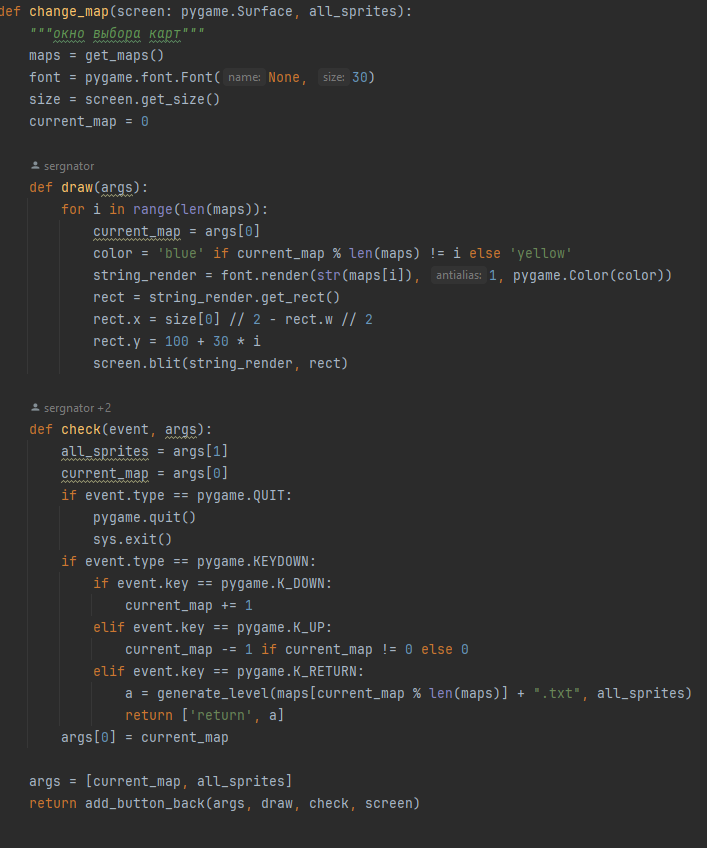 def change_map(screen: pygame.Surface, all_sprites):
    """окно выбора карт"""
    maps = get_maps()
    font = pygame.font.Font( name: None, size: 30)
    size = screen.get_size()
    current_map = 0
    sergnator
    def draw(args):
        for i in range(len(maps)):
            current_map = args[0]
            color = 'blue' if current_map % len(maps) != i else 'yellow'
            string_render = font.render(str(maps[i]), antialias: 1, pygame.Color(color))
            rect = string_render.get_rect()
            rect.x = size[0] // 2 - rect.w // 2
            rect.y = 100 + 30 * i
            screen.blit(string_render, rect)
    sergnator +2
    def check(event, args):
        all_sprites = args[1]
        current_map = args[0]
        if event.type == pygame.QUIT:
            pygame.quit()
            sys.exit()
        if event.type == pygame.KEYDOWN:
            if event.key == pygame.K_DOWN:
                current_map += 1
            elif event.key == pygame.K_UP:
                current_map -= 1 if current_map != 0 else 0
            elif event.key == pygame.K_RETURN:
                a = generate_level(maps[current_map % len(maps)] + ".txt", all_sprites)
                return ['return', a]
        args[0] = current_map
    args = [current_map, all_sprites]
    return add_button_back(args, draw, check, screen)